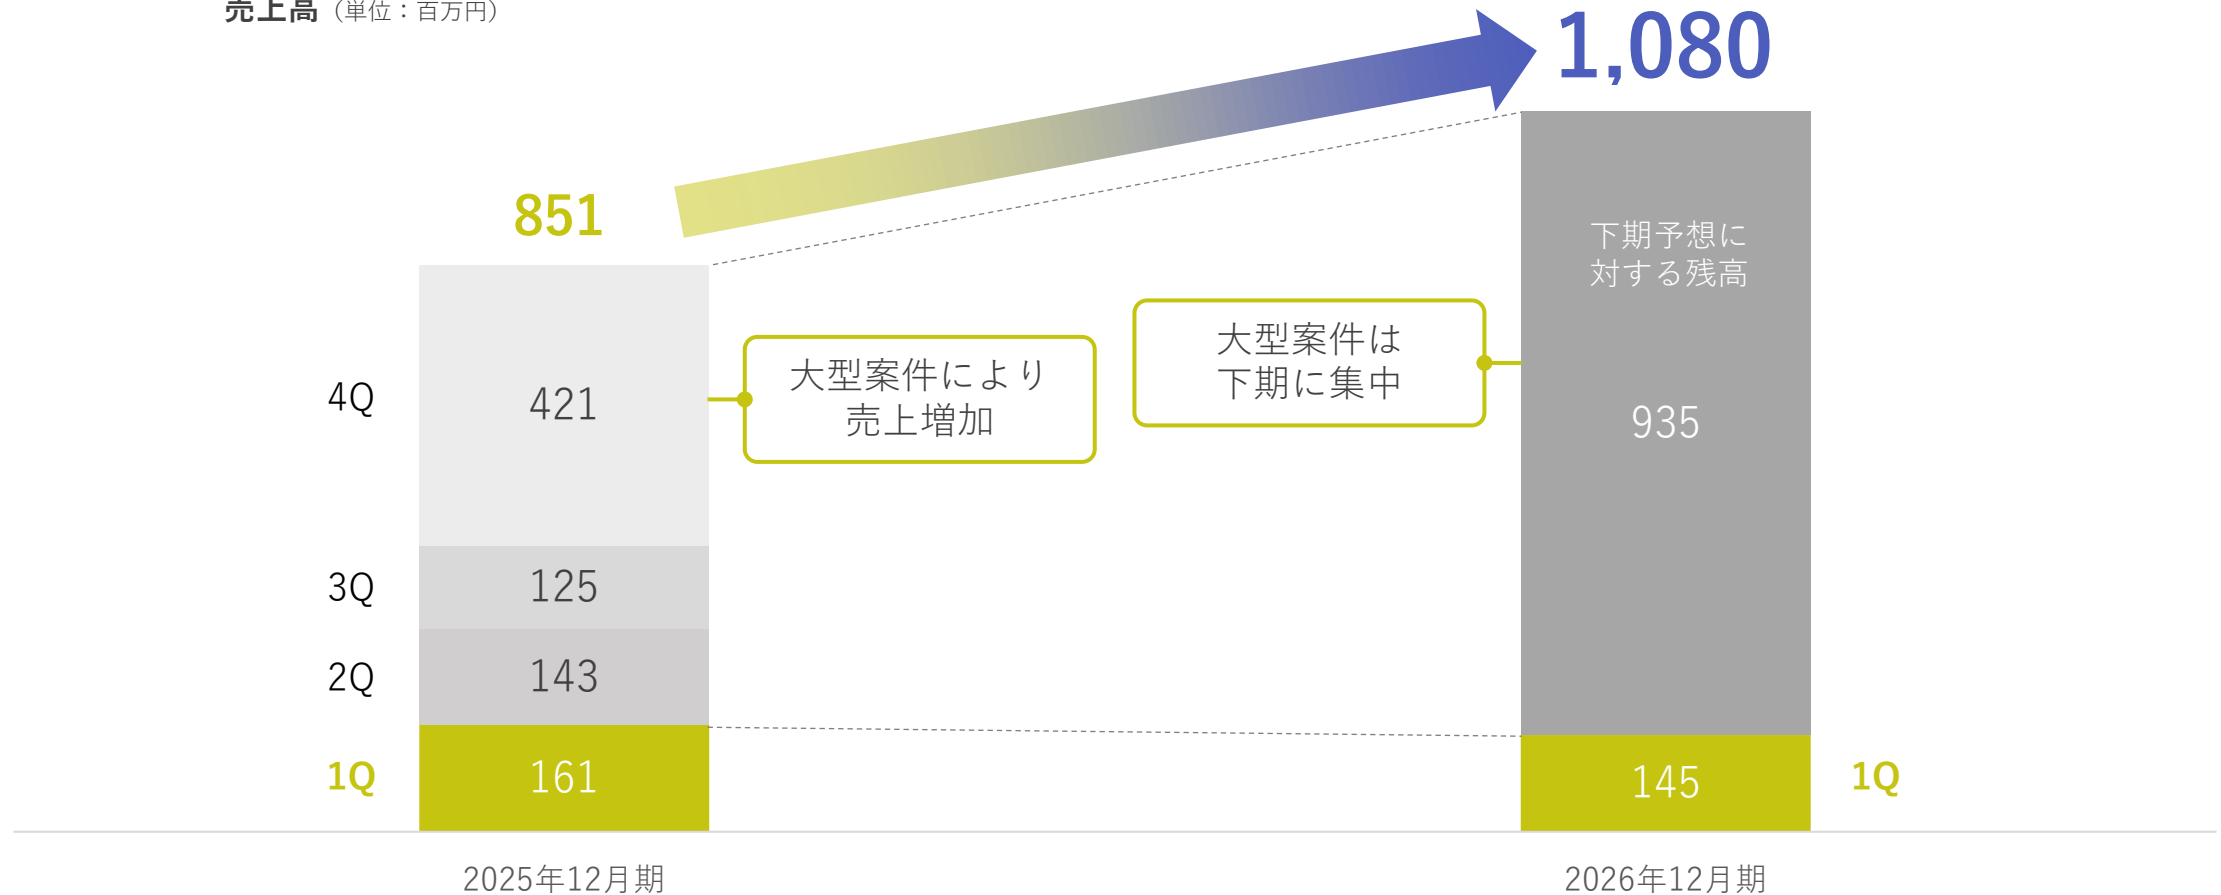 売上高（単位：百万円）
1,080
851
下期予想に
対する残高
大型案件は
下期に集中
大型案件により
売上増加
4Q
421
935
3Q
125
2Q
143
1Q
161
145
1Q
2025年12月期
2026年12月期